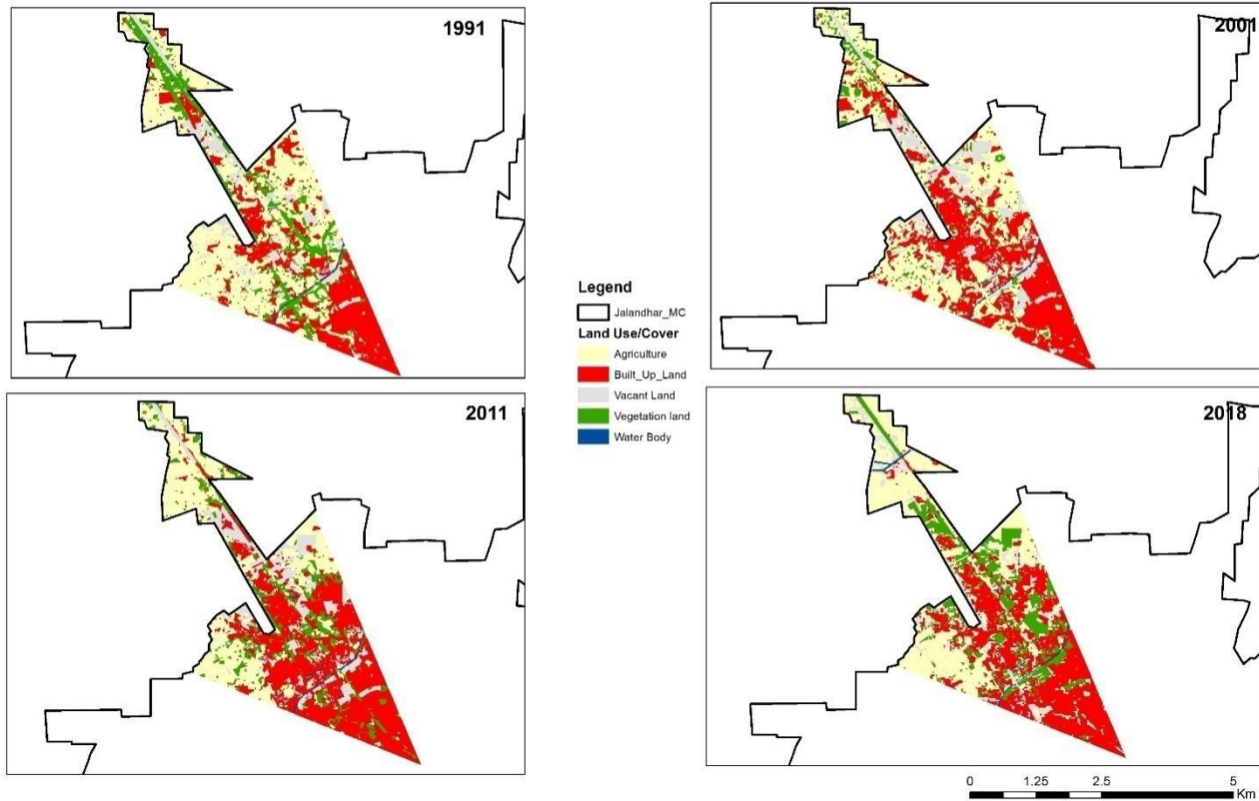 1991
2001
Legend
Jalandhar_MC
Land Use/Cover
Agriculture
Built_Up_Land
Vacant Land
Vegetation land
Water Body
2011
2018
0 1.25 2.5 5
Km